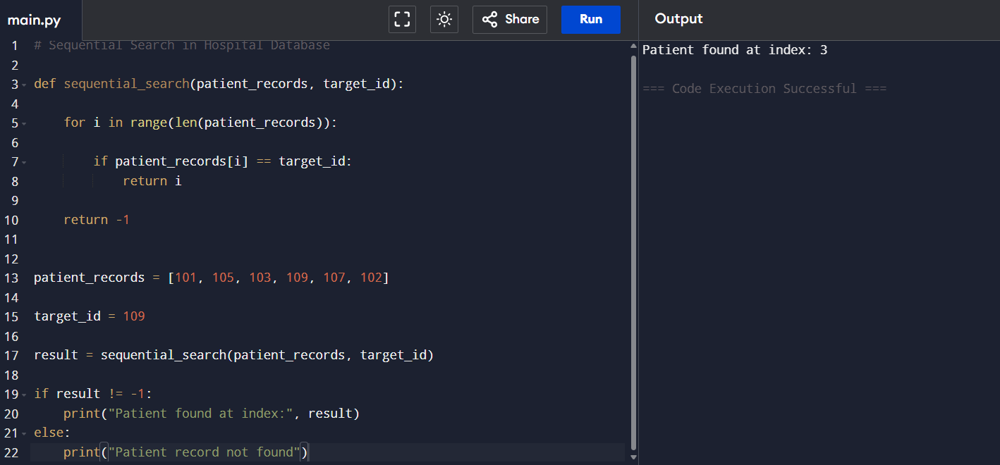 main.py
Share
Run
Output
1 # Sequential Search in Hospital Database
2
3 def sequential_search(patient_records, target_id):
4
5     for i in range(len(patient_records)):
6
7         if patient_records[i] == target_id:
8             return i
9
10     return -1
11
12
13 patient_records = [101, 105, 103, 109, 107, 102]
14
15 target_id = 109
16
17 result = sequential_search(patient_records, target_id)
18
19 if result != -1:
20     print("Patient found at index:", result)
21 else:
22     print("Patient record not found")
Patient found at index: 3
=== Code Execution Successful ===